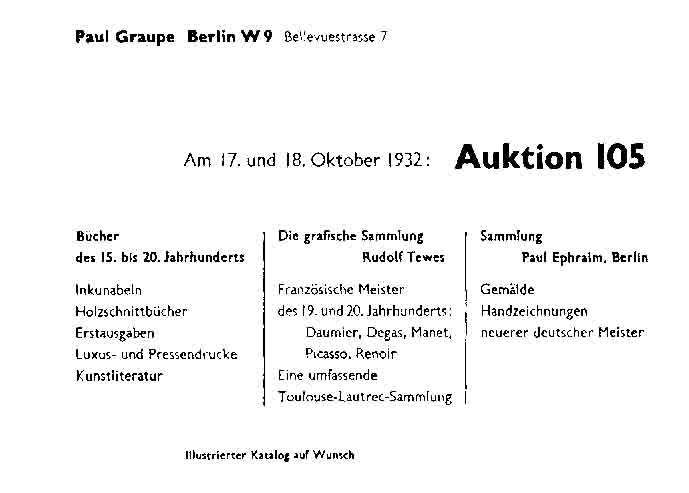 Paul Graupe Berlin W 9 Bellevuestrasse 7
Am 17. und 18. Oktober 1932: Auktion 105
Bücher
des 15. bis 20. Jahrhunderts
Inkunabeln
Holzschnittbücher
Erstausgaben
Luxus- und Pressendrucke
Kunstliteratur
Die grafische Sammlung
Rudolf Tewes
Französische Meister
des 19. und 20. Jahrhunderts:
Daumier, Degas, Manet,
Picasso, Renoir
Eine umfassende
Toulouse-Lautrec-Sammlung
Sammlung
Paul Ephraim, Berlin
Gemälde
Handzeichnungen
neuerer deutscher Meister
Illustrierter Katalog auf Wunsch